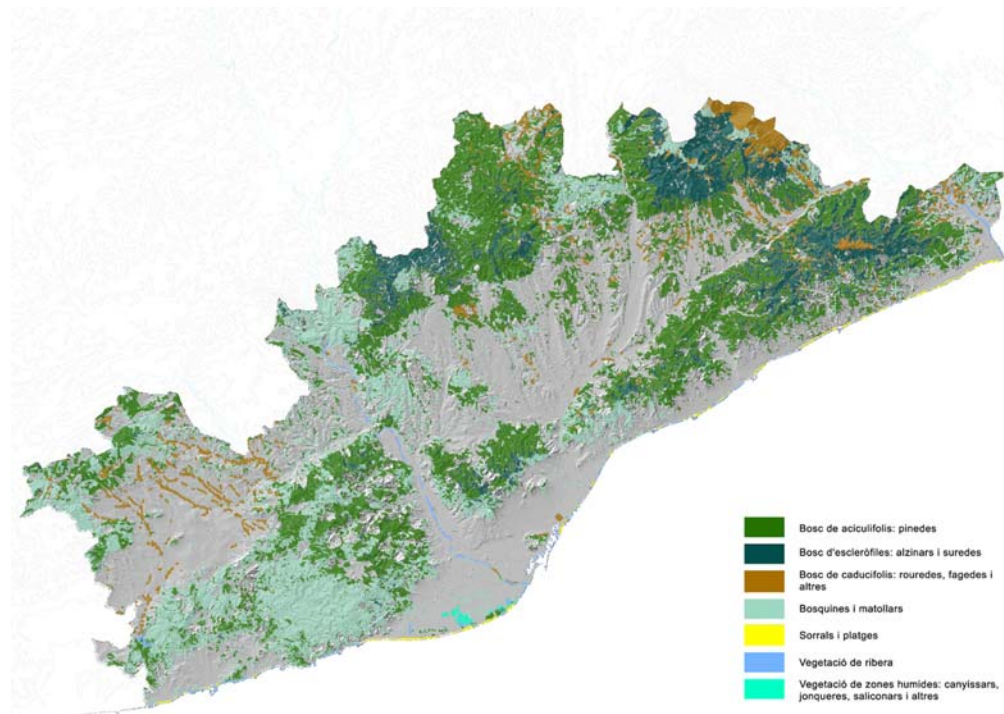 Bosc de aciculifolis: pinedes
Bosc d'escleròfiles: alzinars i suredes
Bosc de caducifolis: rouredes, fagedes i
altres
Bosquines i matollars
Sorrals i platges
Vegetació de ribera
Vegetació de zones humides: canyissars,
jonqueres, saliconars i altres